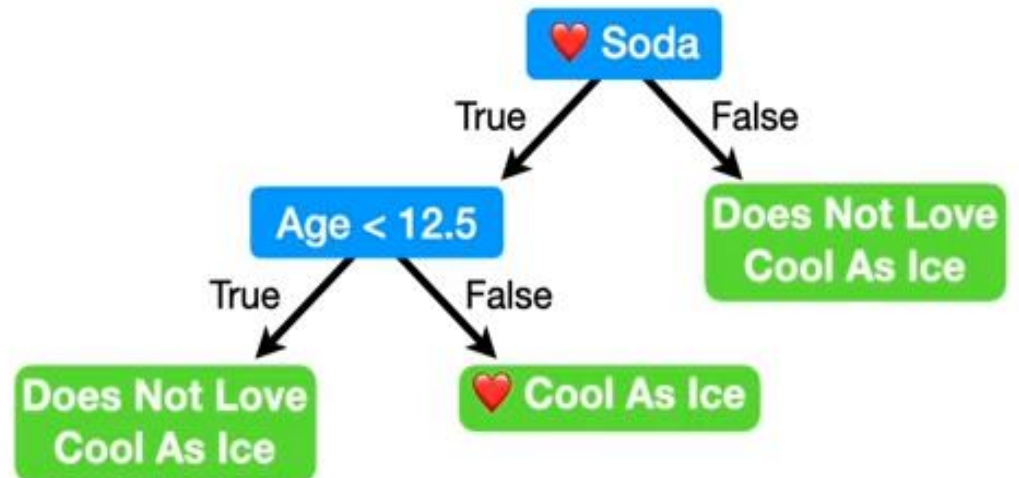 ❤️ Soda
True
False
Age < 12.5
Does Not Love
Cool As Ice
True
False
Does Not Love
Cool As Ice
❤️ Cool As Ice